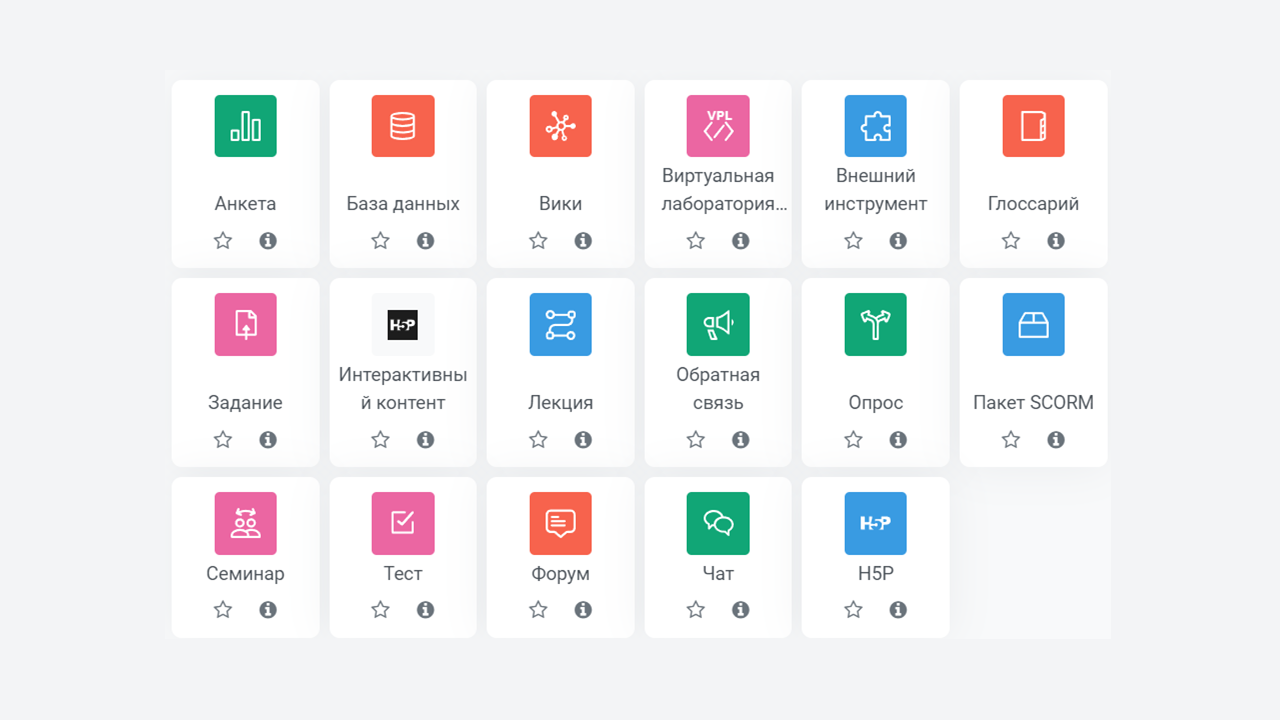 VPL
Анкета
База данных
Вики
Виртуальная
лаборатория...
Внешний
инструмент
Глоссарий
H5P
Задание
Интерактивны
й контент
Лекция
Обратная
связь
Опрос
Пакет SCORM
H5P
Семинар
Тест
Форум
Чат
H5P